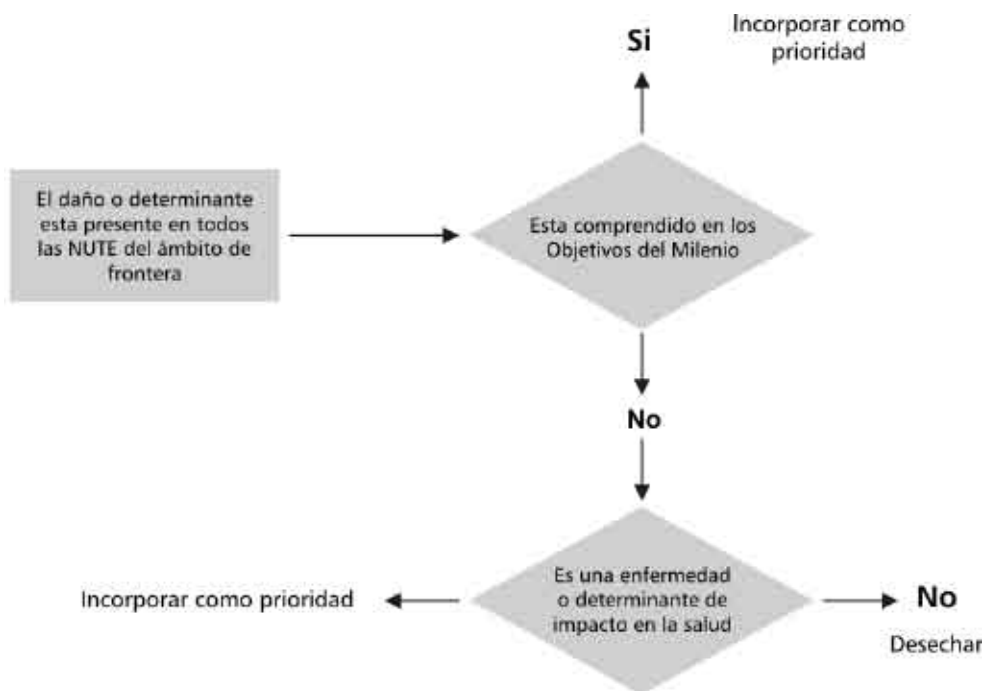 Si
Incorporar como
prioridad
El daño o determinante
esta presente en todos
las NUTE del ámbito de
frontera
Esta comprendido en los
Objetivos del Milenio
No
Es una enfermedad
o determinante de
impacto en la salud
Incorporar como prioridad
No
Desechar